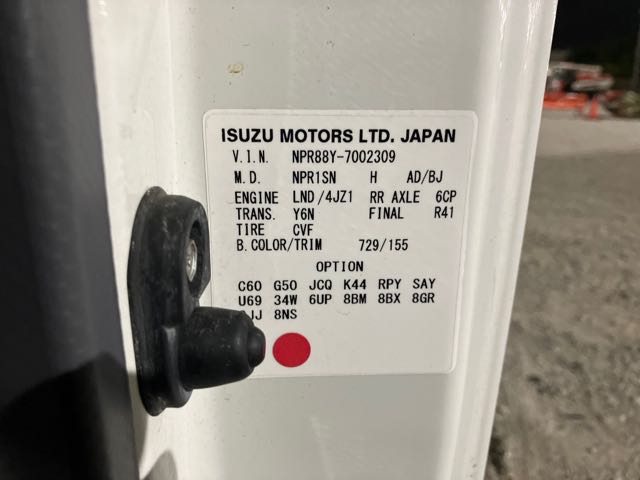 ISUZU MOTORS LTD. JAPAN
V.I.N. NPR88Y-7002309
M.D. NPR1SN H AD/BJ
ENGINE LND/4JZ1 RR AXLE 6CP
TRANS. Y6N FINAL R41
TIRE CVF
B.COLOR/TRIM 729/155
OPTION
C60 G50 JCQ K44 RPY SAY
U69 34W 6UP 8BM 8BX 8GR
8NS